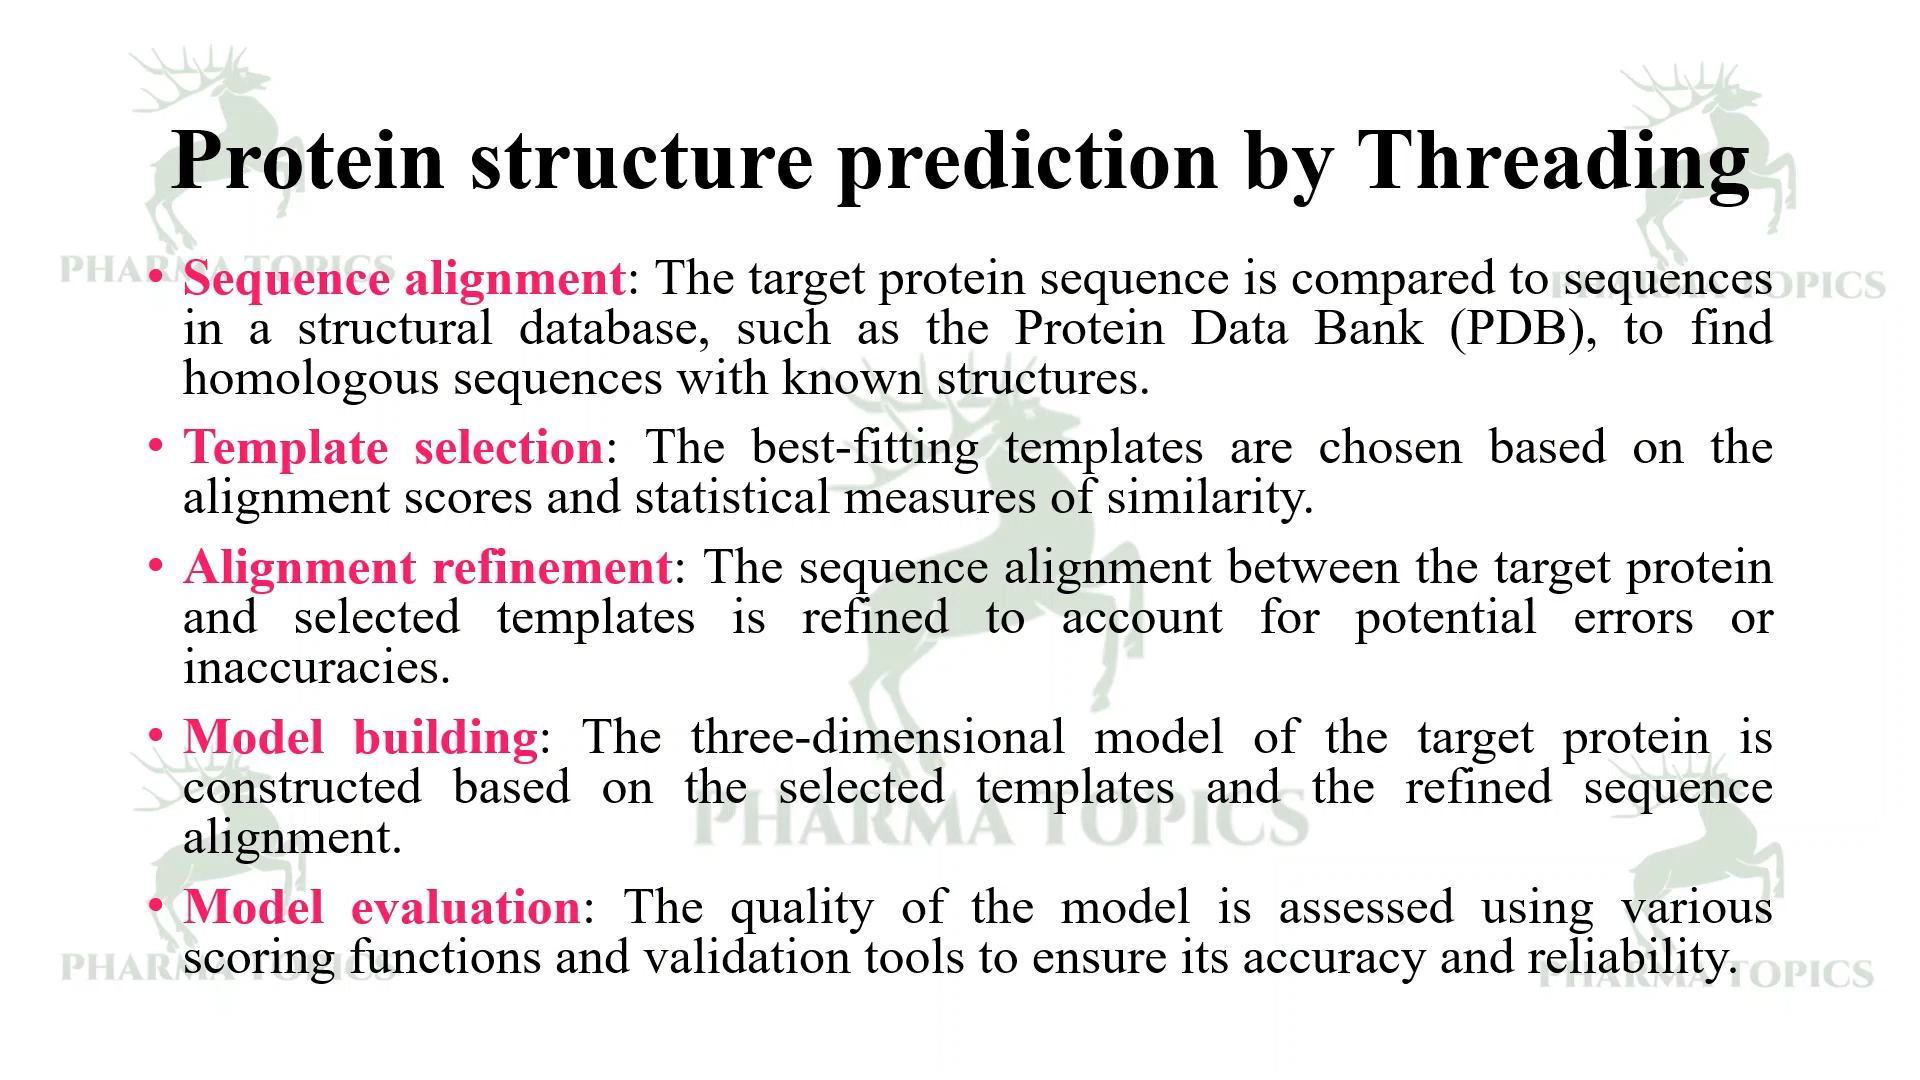 Protein structure prediction by Threading
PHARMA TOPICS
PHARMA TOPICS
• Sequence alignment: The target protein sequence is compared to sequences
in a structural database, such as the Protein Data Bank (PDB), to find
homologous sequences with known structures.
• Template selection: The best-fitting templates are chosen based on the
alignment scores and statistical measures of similarity.
• Alignment refinement: The sequence alignment between the target protein
and selected templates is refined to account for potential errors or
inaccuracies.
• Model building: The three-dimensional model of the target protein is
constructed based on the selected templates and the refined sequence
alignment.
PHARMA TOPICS
• Model evaluation: The quality of the model is assessed using various
scoring functions and validation tools to ensure its accuracy and reliability.
PHARMA TOPICS
PHARMA TOPICS